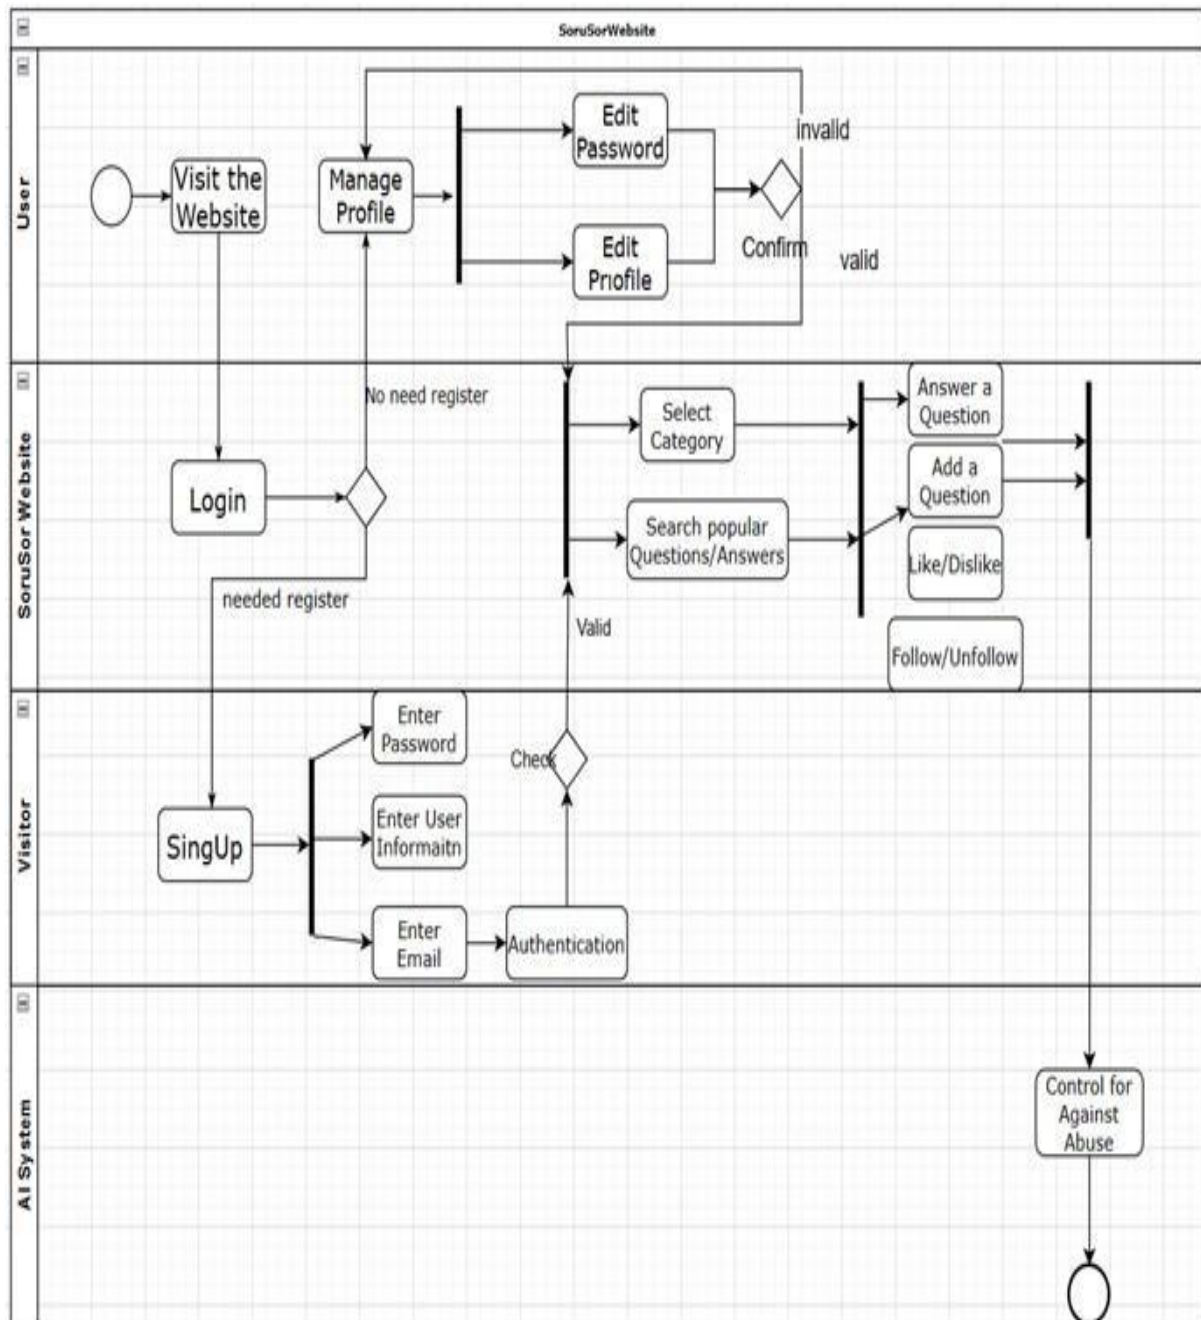 SoruSorWebsite
User
Visit the
Website
Manage
Profile
Edit
Password
Edit
Profile
Invalid
Confirm
valid
SoruSor Website
Login
No need register
needed register
Select
Category
Search popular
Questions/Answers
Answer a
Question
Add a
Question
Like/Dislike
Follow/Unfollow
Valid
Visitor
SingUp
Enter
Password
Enter User
Informaitn
Enter
Email
Authentication
Check
AI System
Control for
Against
Abuse